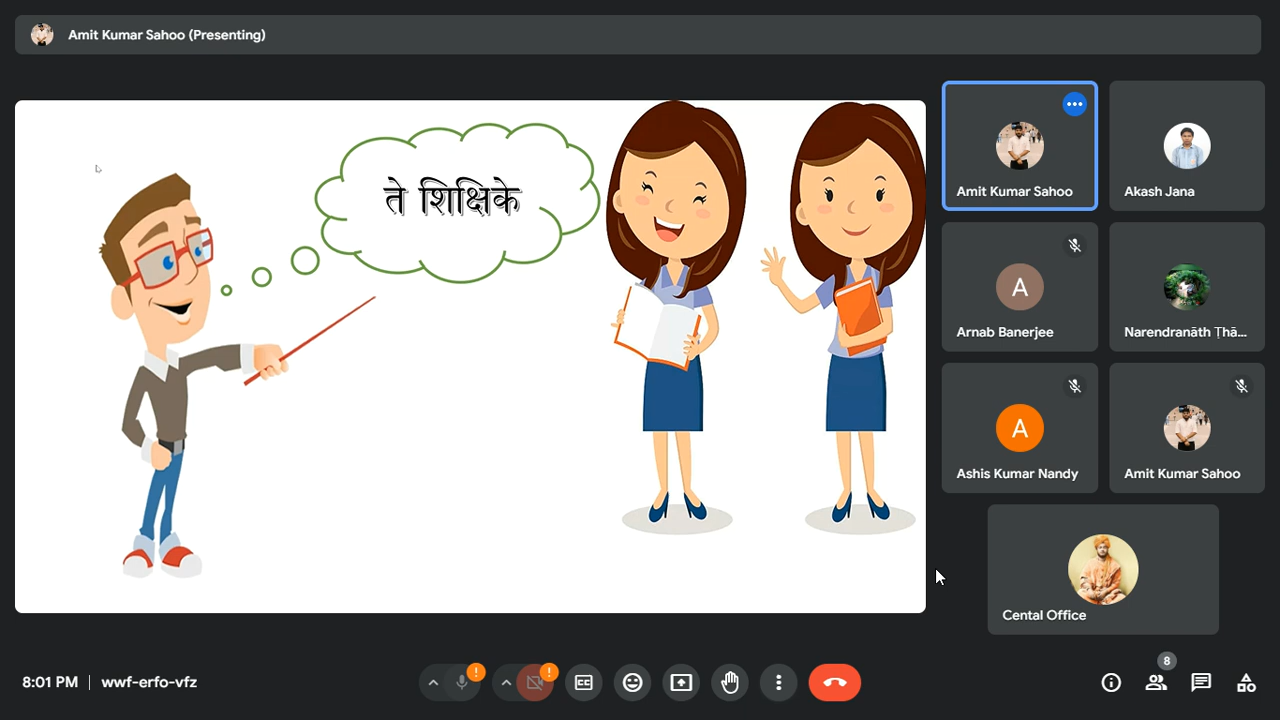 Amit Kumar Sahoo (Presenting)
ते शिक्षिके
Amit Kumar Sahoo
Akash Jana
A
Arnab Banerjee
Narendranāth Ṭhā...
A
Ashis Kumar Nandy
Amit Kumar Sahoo
Cental Office
8:01 PM | wwf-erfo-vfz
8